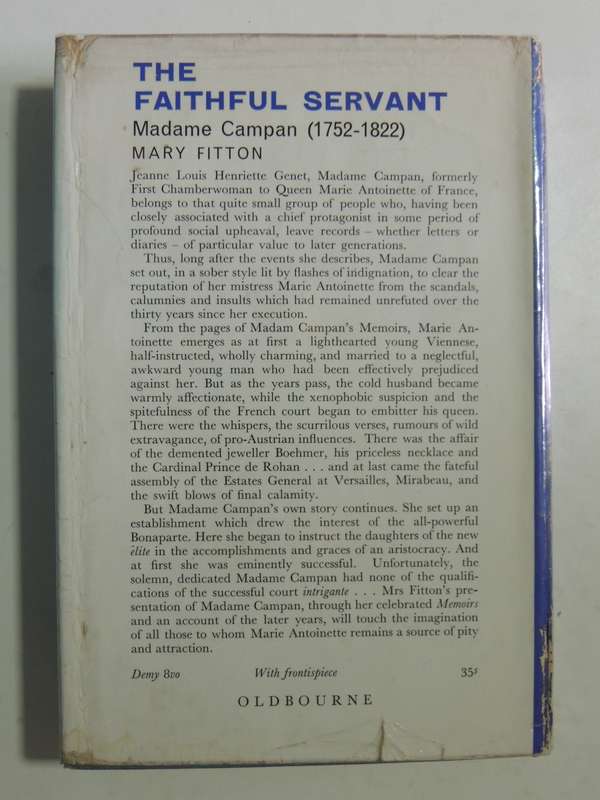 THE
FAITHFUL SERVANT
Madame Campan (1752-1822)
MARY FITTON
Jeanne Louis Henriette Genet, Madame Campan, formerly
First Chamberwoman to Queen Marie Antoinette of France,
belongs to that quite small group of people who, having been
closely associated with a chief protagonist in some period of
profound social upheaval, leave records – whether letters or
diaries – of particular value to later generations.
Thus, long after the events she describes, Madame Campan
set out, in a sober style lit by flashes of indignation, to clear the
reputation of her mistress Marie Antoinette from the scandals,
calumnies and insults which had remained unrefuted over the
thirty years since her execution.
From the pages of Madam Campan's Memoirs, Marie An-
toinette emerges as at first a lighthearted young Viennese,
half-instructed, wholly charming, and married to a neglectful,
awkward young man who had been effectively prejudiced
against her. But as the years pass, the cold husband became
warmly affectionate, while the xenophobic suspicion and the
spitefulness of the French court began to embitter his queen.
There were the whispers, the scurrilous verses, rumours of wild
extravagance, of pro-Austrian influences. There was the affair
of the demented jeweller Boehmer, his priceless necklace and
the Cardinal Prince de Rohan . . . and at last came the fateful
assembly of the Estates General at Versailles, Mirabeau, and
the swift blows of final calamity.
But Madame Campan's own story continues. She set up an
establishment which drew the interest of the all-powerful
Bonaparte. Here she began to instruct the daughters of the new
élite in the accomplishments and graces of an aristocracy. And
at first she was eminently successful. Unfortunately, the
solemn, dedicated Madame Campan had none of the qualifi-
cations of the successful court intrigante . . . Mrs Fitton's pre-
sentation of Madame Campan, through her celebrated Memoirs
and an account of the later years, will touch the imagination
of all those to whom Marie Antoinette remains a source of pity
and attraction.
Demy 8vo With frontispiece 35s
OLDBOURNE